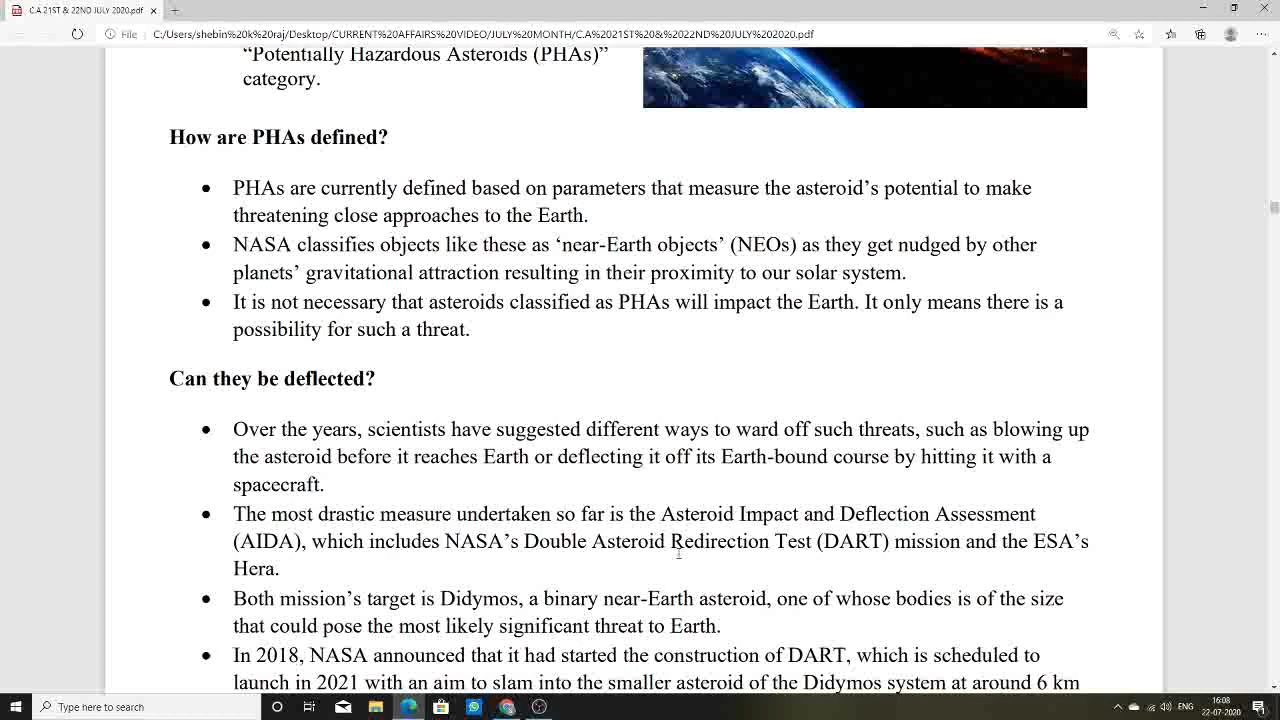 C.A 21ST & 22ND JULY 2020.pdf
File | C:/Users/shebin%20k%20raj/Desktop/CURRENT%20AFFAIRS%20VIDEO/JULY%20MONTH/C.A%2021ST%20&%2022ND%20JULY%202020.pdf
“Potentially Hazardous Asteroids (PHAs)”
category.
How are PHAs defined?
• PHAs are currently defined based on parameters that measure the asteroid’s potential to make
threatening close approaches to the Earth.
• NASA classifies objects like these as ‘near-Earth objects’ (NEOs) as they get nudged by other
planets’ gravitational attraction resulting in their proximity to our solar system.
• It is not necessary that asteroids classified as PHAs will impact the Earth. It only means there is a
possibility for such a threat.
Can they be deflected?
• Over the years, scientists have suggested different ways to ward off such threats, such as blowing up
the asteroid before it reaches Earth or deflecting it off its Earth-bound course by hitting it with a
spacecraft.
• The most drastic measure undertaken so far is the Asteroid Impact and Deflection Assessment
(AIDA), which includes NASA’s Double Asteroid Redirection Test (DART) mission and the ESA’s
Hera.
• Both mission’s target is Didymos, a binary near-Earth asteroid, one of whose bodies is of the size
that could pose the most likely significant threat to Earth.
• In 2018, NASA announced that it had started the construction of DART, which is scheduled to
launch in 2021 with an aim to slam into the smaller asteroid of the Didymos system at around 6 km
Type here to search
ENG
16:08
22-07-2020